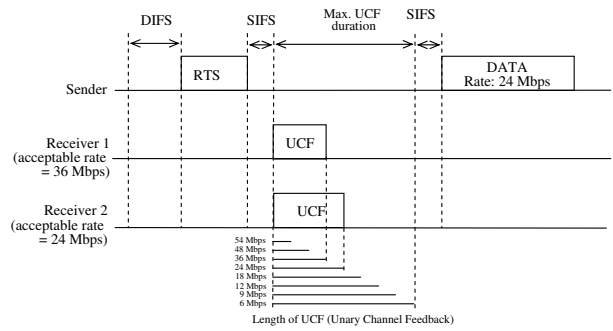 DIFS
SIFS
Max. UCF
duration
SIFS
Sender
RTS
DATA
Rate: 24 Mbps
Receiver 1
(acceptable rate
= 36 Mbps)
UCF
Receiver 2
(acceptable rate
= 24 Mbps)
UCF
54 Mbps
48 Mbps
36 Mbps
24 Mbps
18 Mbps
12 Mbps
9 Mbps
6 Mbps
Length of UCF (Unary Channel Feedback)